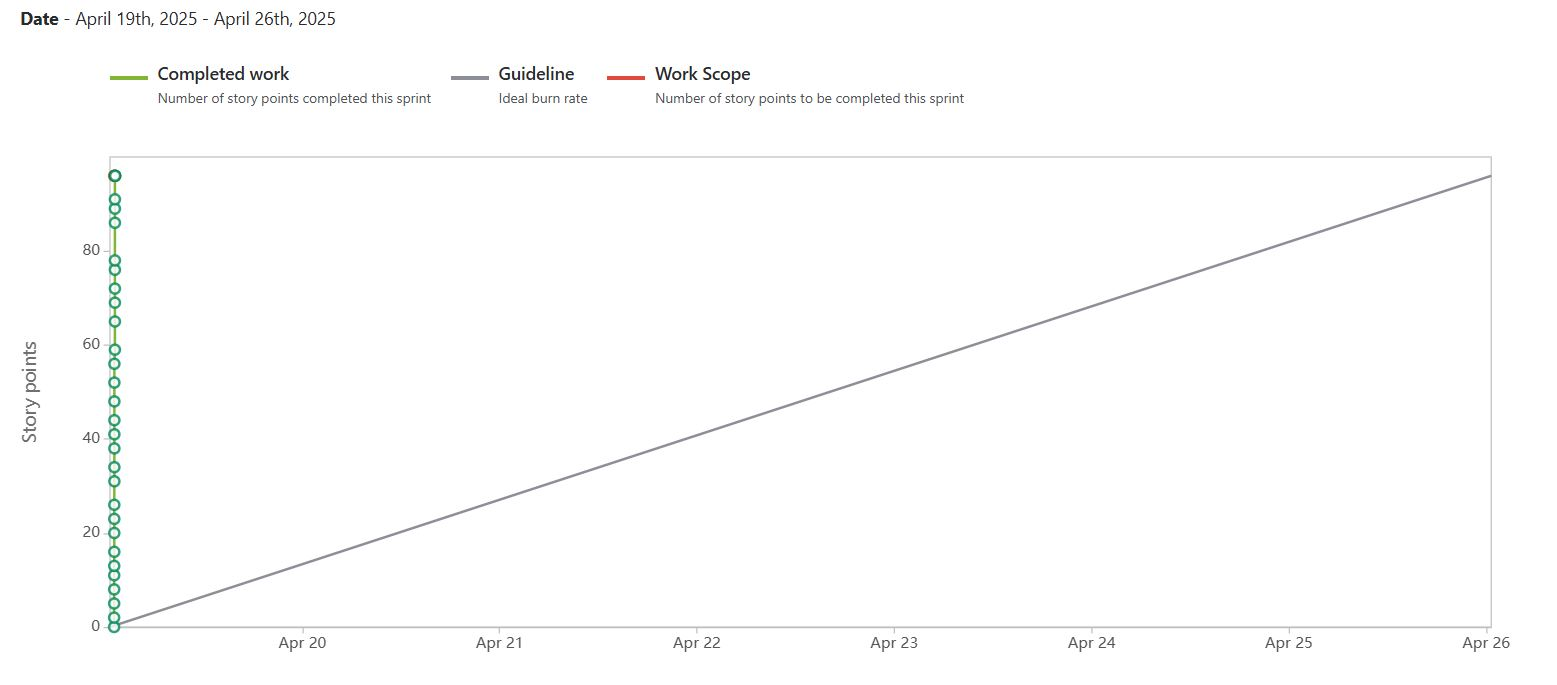 Date - April 19th, 2025 - April 26th, 2025
Completed work
Number of story points completed this sprint
Guideline
Ideal burn rate
Work Scope
Number of story points to be completed this sprint
Story points
80
60
40
20
0
Apr 20 Apr 21 Apr 22 Apr 23 Apr 24 Apr 25 Apr 26